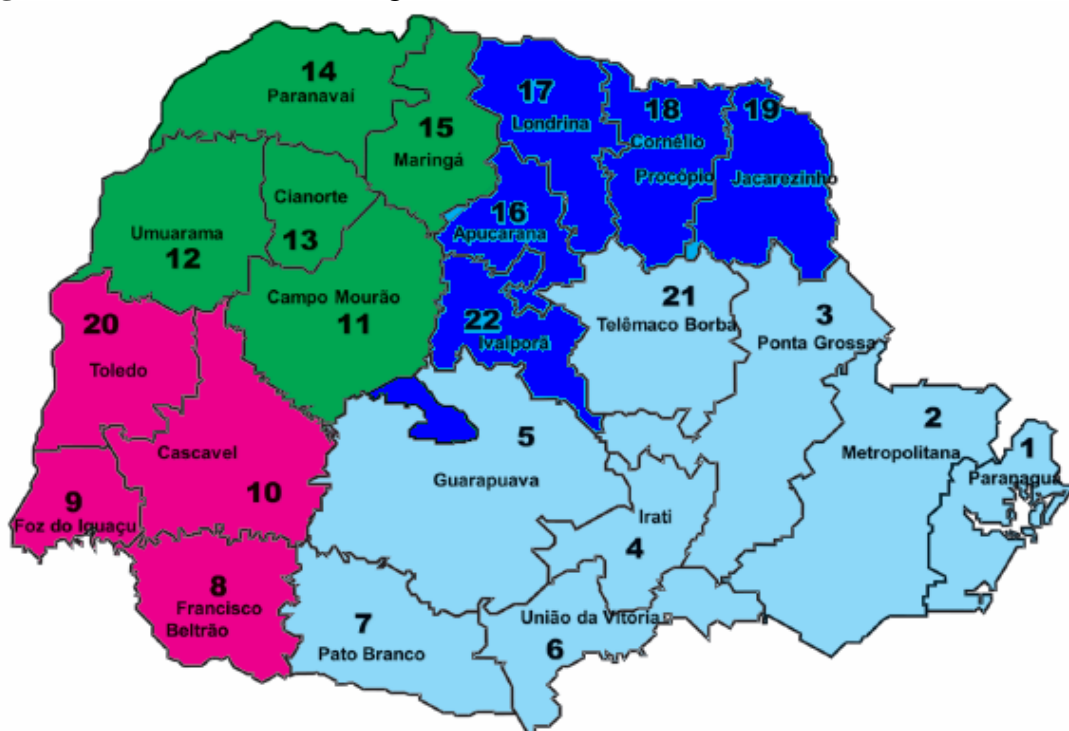 14
Paranavaí
15
Maringá
17
Londrina
18
Cornélio
Procópio
19
Jacarezinho
Cianorte
13
Umuarama
12
16
Apucarana
Campo Mourão
11
20
Toledo
22
Ivaiporã
21
Telêmaco Borba
3
Ponta Grossa
2
Metropolitana
1
Paranaguá
Cascavel
10
5
Guarapuava
9
Foz do Iguaçu
Irati
4
8
Francisco
Beltrão
7
Pato Branco
União da Vitória
6